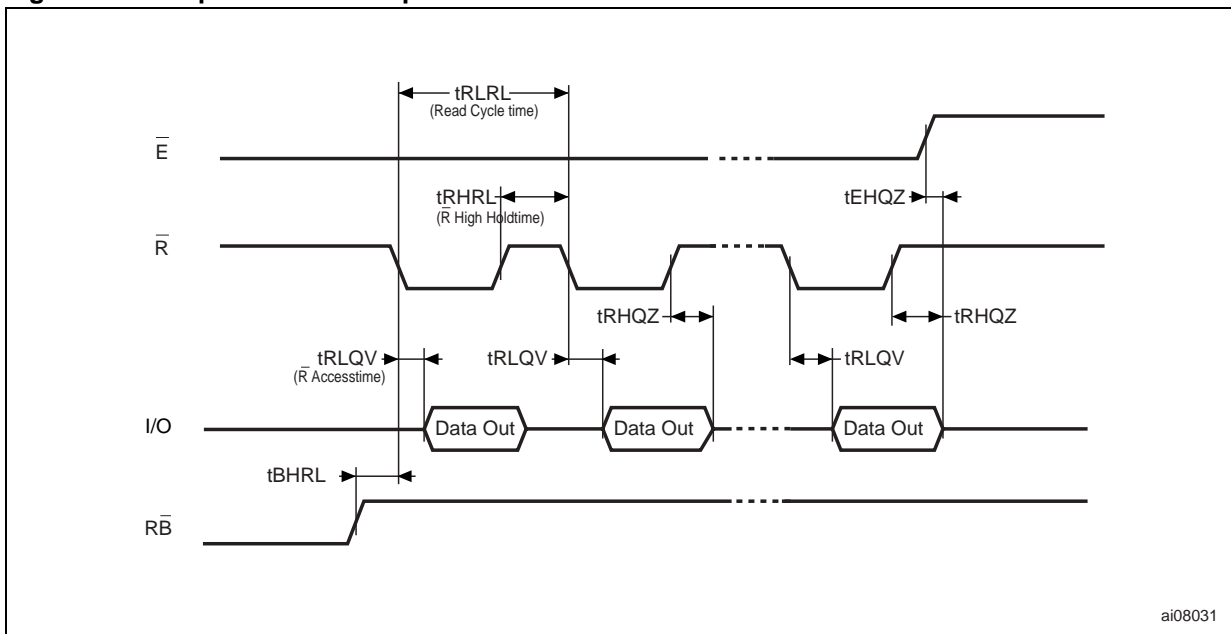 tRLRL
(Read Cycle time)
E̅
tRHRL
(R̅ High Holdtime)
tEHQZ
R̅
tRHQZ
tRHQZ
tRLQV
(R̅ Accesstime)
tRLQV
tRLQV
I/O
Data Out
Data Out
Data Out
tBHRL
RB̅
ai08031